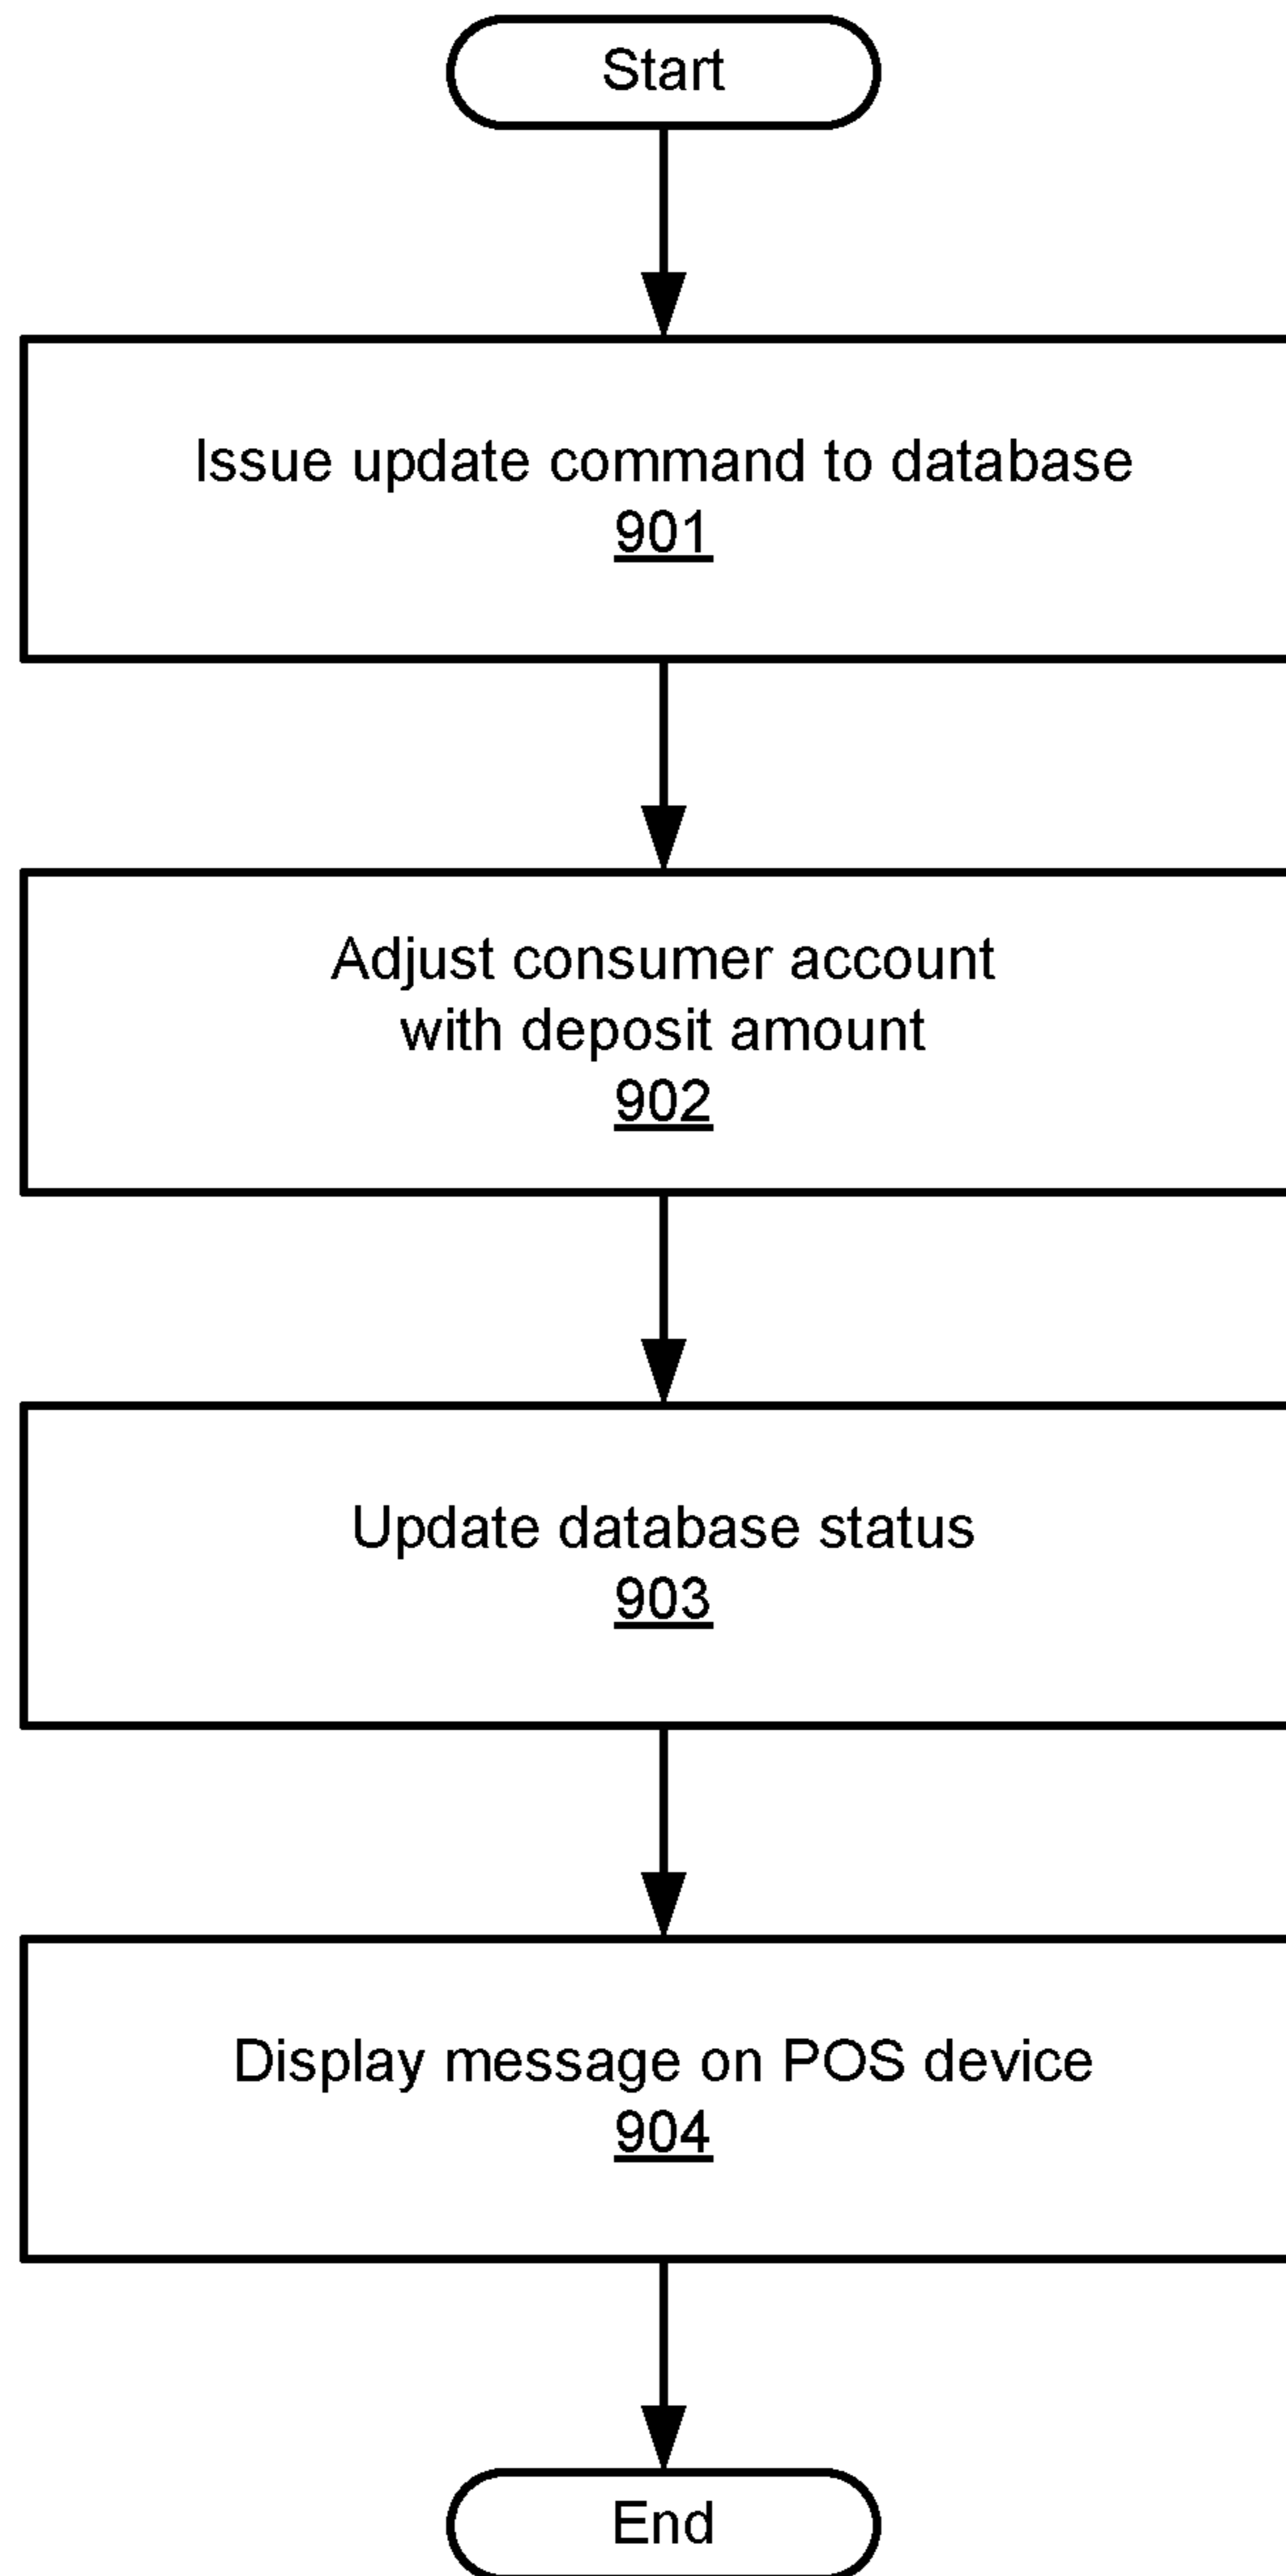 Start
Issue update command to database
901
Adjust consumer account
with deposit amount
902
Update database status
903
Display message on POS device
904
End